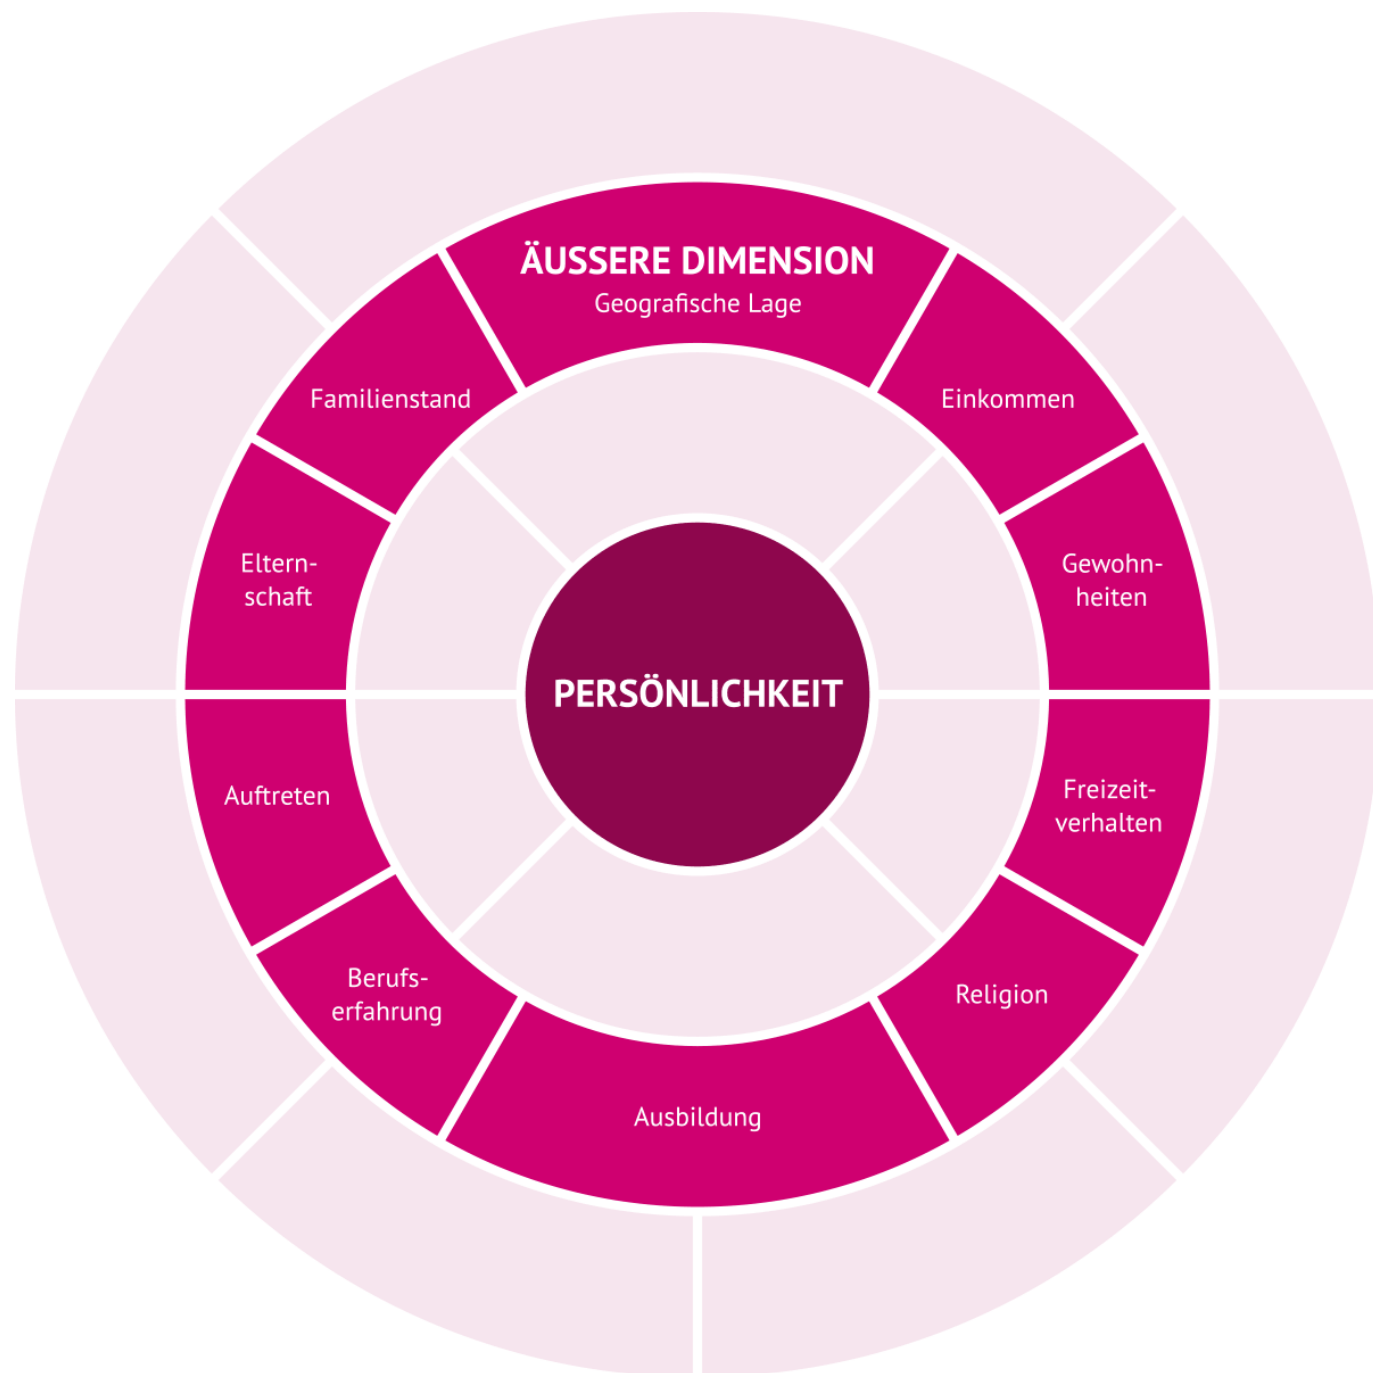 ÄUSSERE DIMENSION
Geografische Lage
Familienstand
Einkommen
Eltern-
schaft
Gewohn-
heiten
PERSÖNLICHKEIT
Auftreten
Freizeit-
verhalten
Berufs-
erfahrung
Religion
Ausbildung